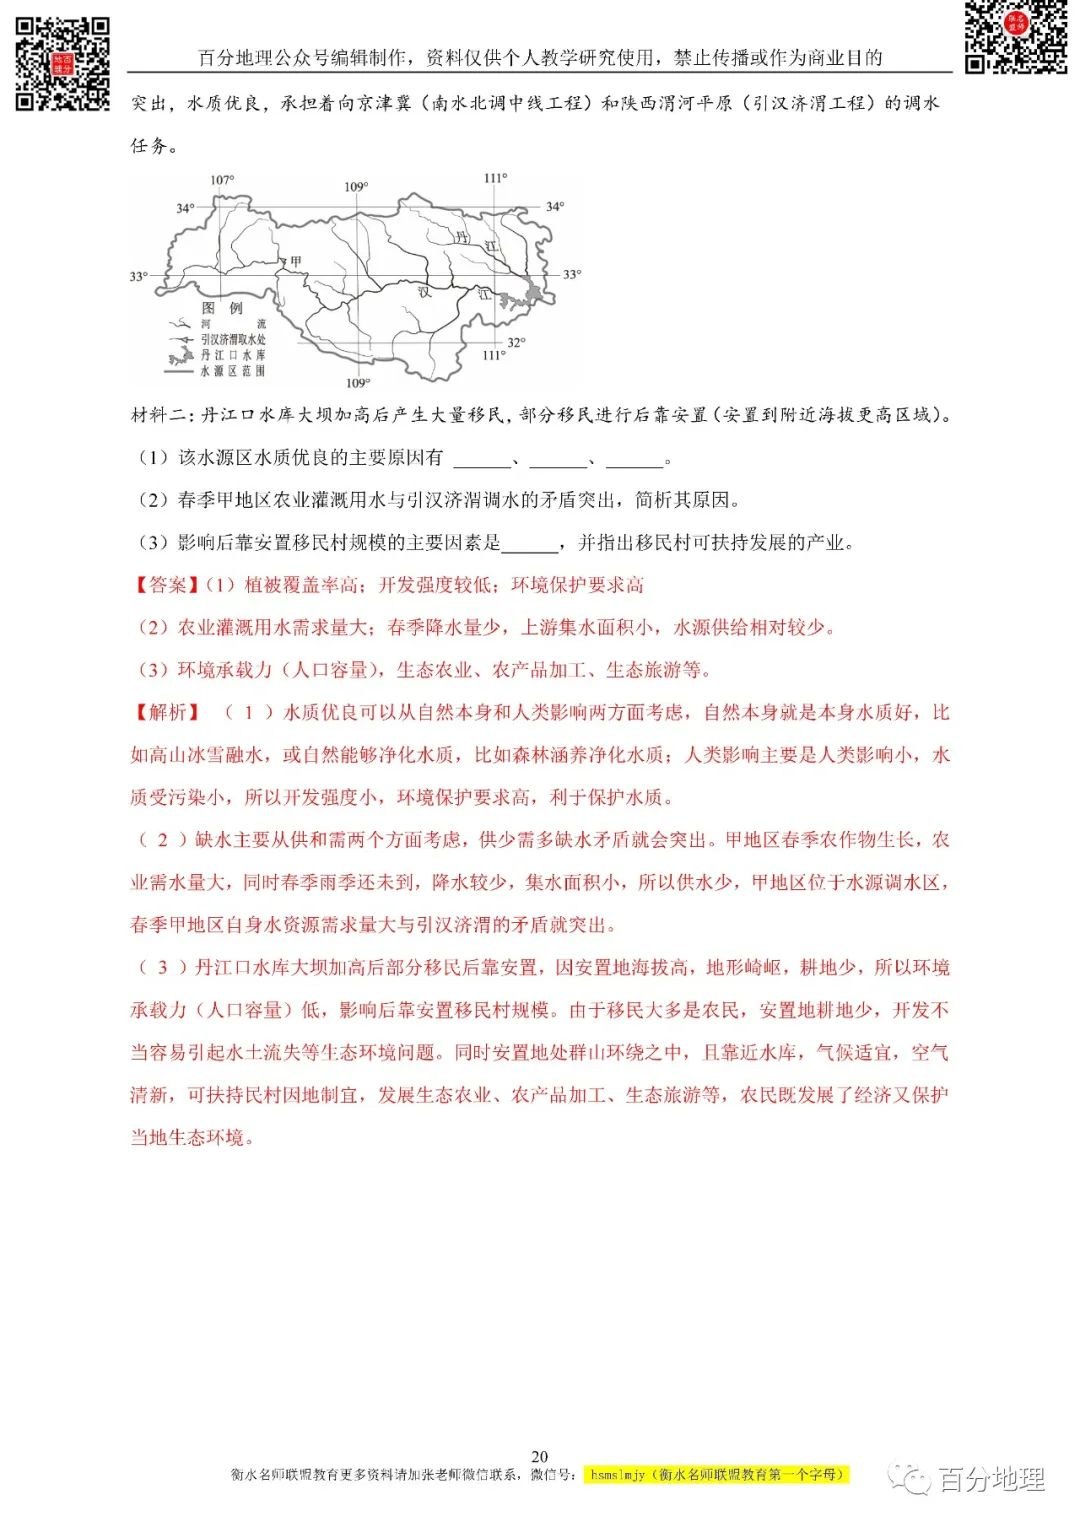 百分地理公众号编辑制作，资料仅供个人教学研究使用，禁止传播或作为商业目的
百分
地理
联名
盟师
突出，水质优良，承担着向京津冀（南水北调中线工程）和陕西渭河平原（引汉济渭工程）的调水
任务。
107°
109°
111°
34°
34°
丹
江
甲
33°
33°
汉
江
图 例
河 流
引汉济渭取水处
丹江口水库
水源区范围
32°
111°
109°
材料二：丹江口水库大坝加高后产生大量移民，部分移民进行后靠安置（安置到附近海拔更高区域）。
（1）该水源区水质优良的主要原因有 ______、______、______。
（2）春季甲地区农业灌溉用水与引汉济渭调水的矛盾突出，简析其原因。
（3）影响后靠安置移民村规模的主要因素是______，并指出移民村可扶持发展的产业。
【答案】（1）植被覆盖率高；开发强度较低；环境保护要求高
（2）农业灌溉用水需求量大；春季降水量少，上游集水面积小，水源供给相对较少。
（3）环境承载力（人口容量），生态农业、农产品加工、生态旅游等。
【解析】（ 1 ）水质优良可以从自然本身和人类影响两方面考虑，自然本身就是本身水质好，比
如高山冰雪融水，或自然能够净化水质，比如森林涵养净化水质；人类影响主要是人类影响小，水
质受污染小，所以开发强度小，环境保护要求高，利于保护水质。
（ 2 ）缺水主要从供和需两个方面考虑，供少需多缺水矛盾就会突出。甲地区春季农作物生长，农
业需水量大，同时春季雨季还未到，降水较少，集水面积小，所以供水少，甲地区位于水源调水区，
春季甲地区自身水资源需求量大与引汉济渭的矛盾就突出。
（ 3 ）丹江口水库大坝加高后部分移民后靠安置，因安置地海拔高，地形崎岖，耕地少，所以环境
承载力（人口容量）低，影响后靠安置移民村规模。由于移民大多是农民，安置地耕地少，开发不
当容易引起水土流失等生态环境问题。同时安置地处群山环绕之中，且靠近水库，气候适宜，空气
清新，可扶持民村因地制宜，发展生态农业、农产品加工、生态旅游等，农民既发展了经济又保护
当地生态环境。
20
衡水名师联盟教育更多资料请加张老师微信联系，微信号： hsmslmjy（衡水名师联盟教育第一个字母）
百分地理